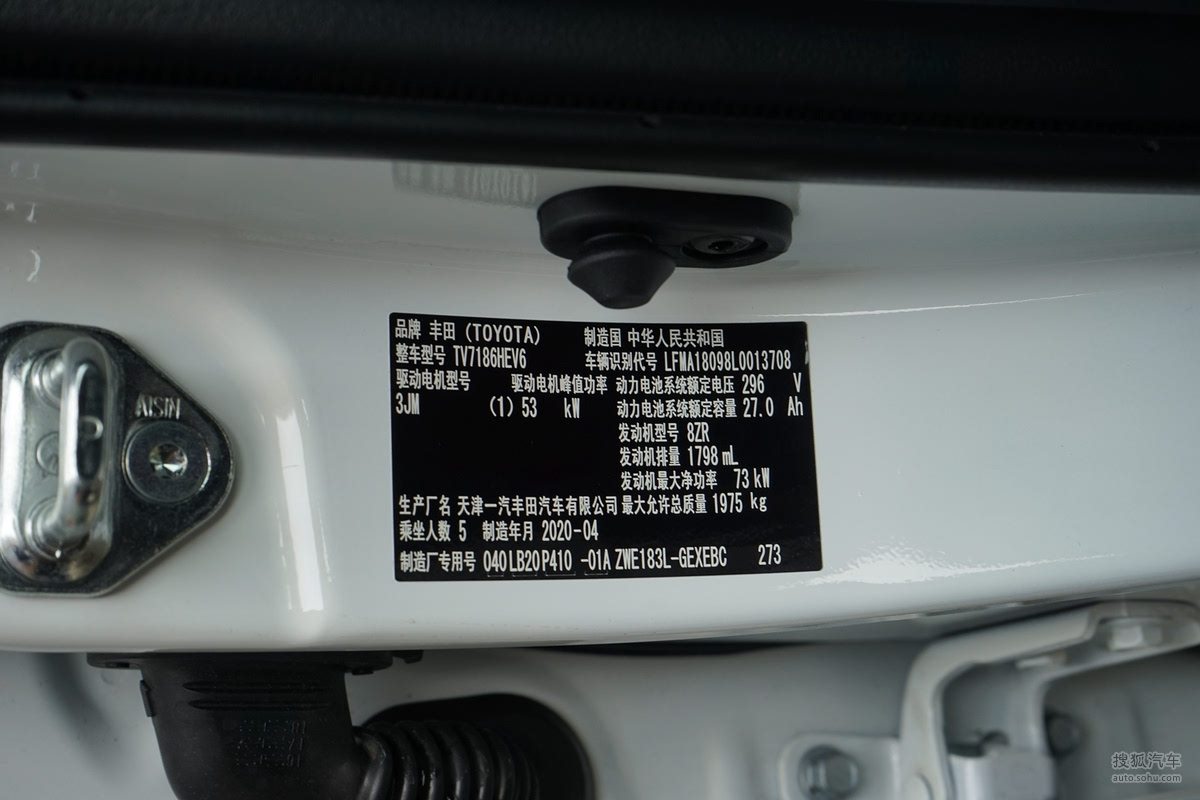 品牌 丰田 (TOYOTA) 制造国 中华人民共和国
整车型号 TV7186HEV6 车辆识别代号 LFMA18098L0013708
驱动电机型号 驱动电机峰值功率 动力电池系统额定电压 296 V
3JM (1) 53 kW 动力电池系统额定容量 27.0 Ah
发动机型号 8ZR
发动机排量 1798 mL
发动机最大净功率 73 kW
生产厂名 天津一汽丰田汽车有限公司 最大允许总质量 1975 kg
乘坐人数 5 制造年月 2020-04
制造厂专用号 040LB20P410 -01A ZWE183L-GEXEBC 273
AISIN
搜狐汽车
auto.sohu.com